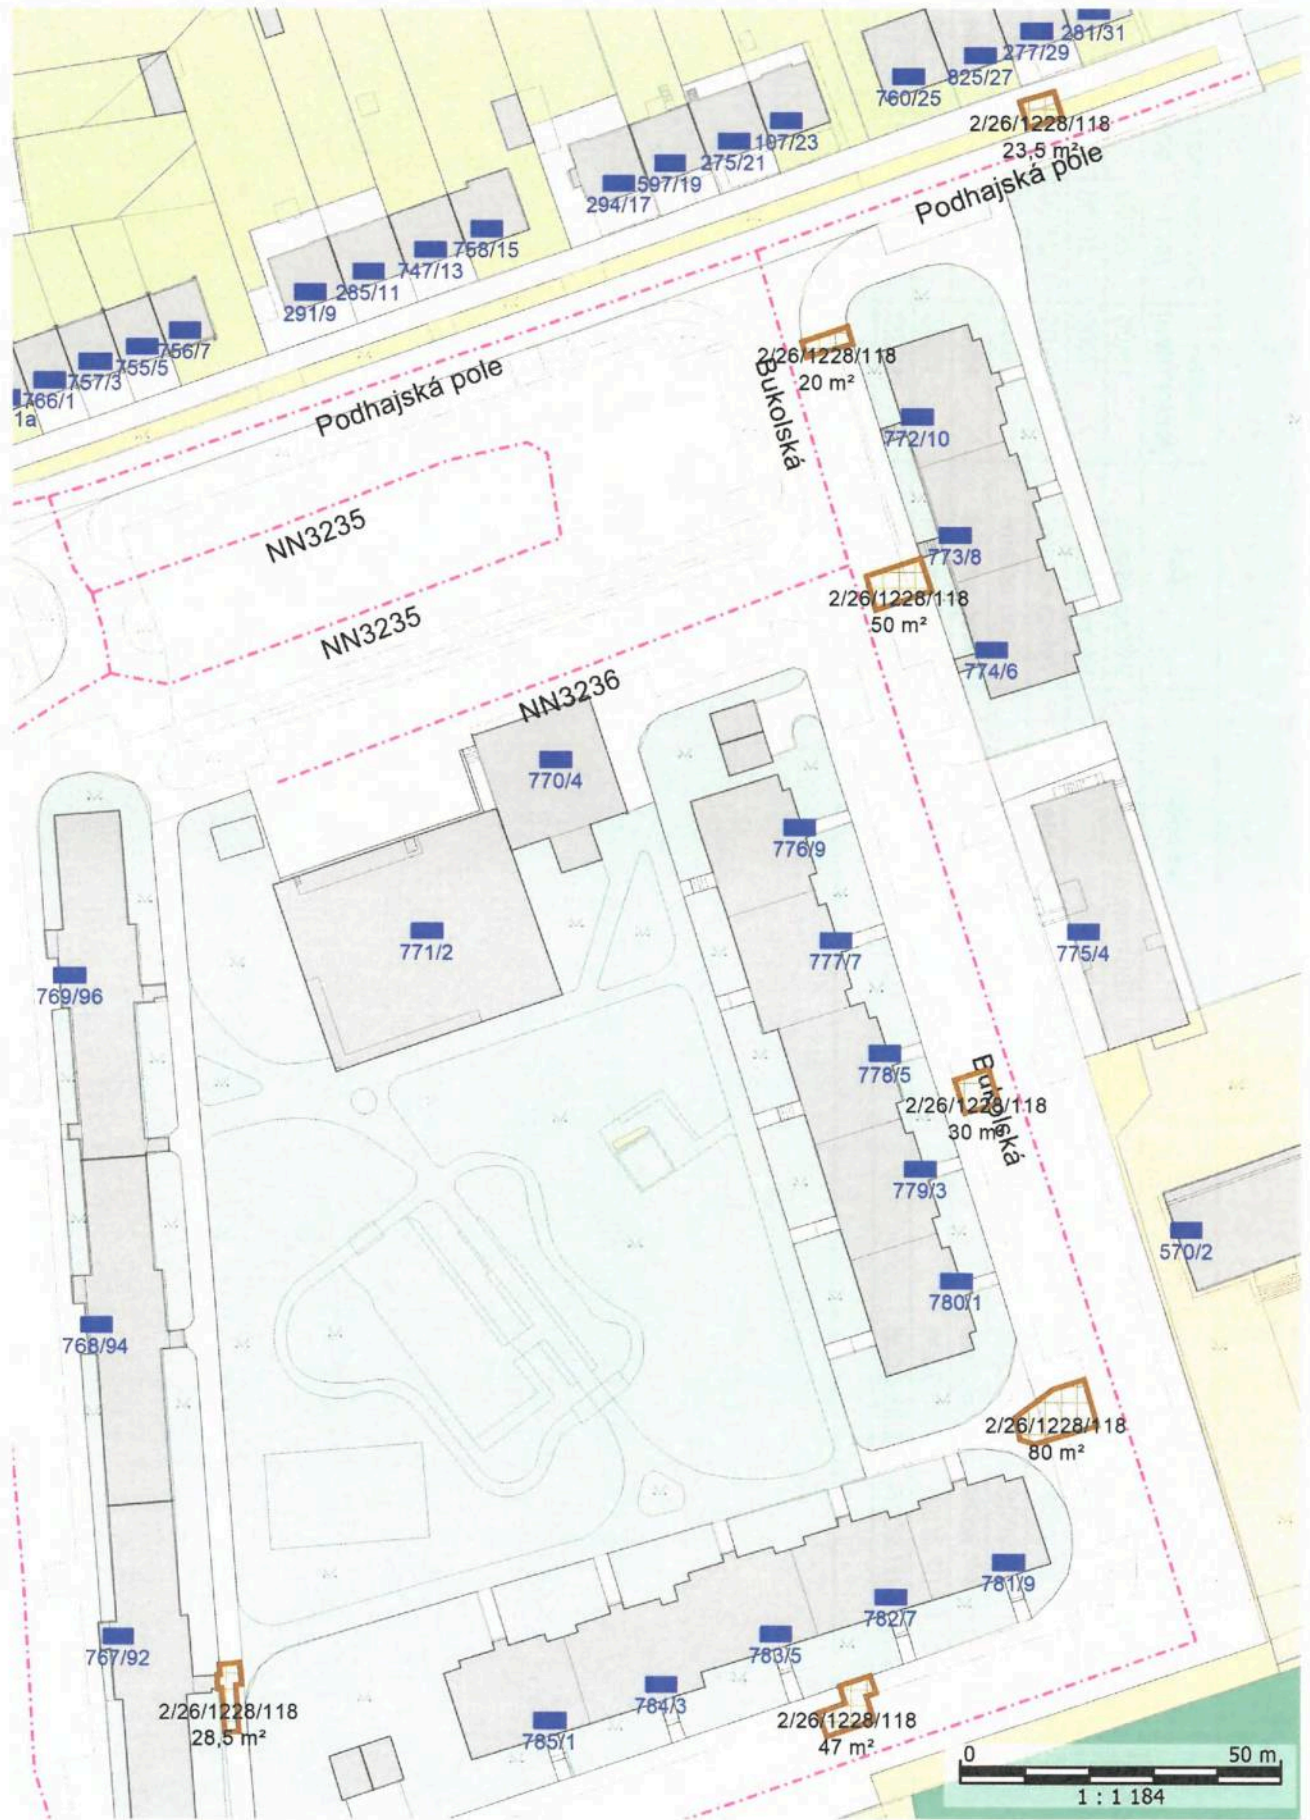 281/31
277/29
825/27
760/25
2/26/1228/118
23,5 m²
Podhajská pole
107/23
275/21
597/19
294/17
758/15
747/13
285/11
291/9
756/7
755/5
757/3
766/1
1a
Podhajská pole
2/26/1228/118
20 m²
Bukolská
772/10
NN3235
773/8
2/26/1228/118
50 m²
NN3235
774/6
NN3236
770/4
776/9
771/2
777/7
775/4
769/96
778/5
Bukolská
2/26/1228/118
30 m²
779/3
570/2
780/1
768/94
2/26/1228/118
80 m²
781/9
782/7
783/5
767/92
784/3
2/26/1228/118
28,5 m²
785/1
2/26/1228/118
47 m²
0 50 m
1 : 1 184